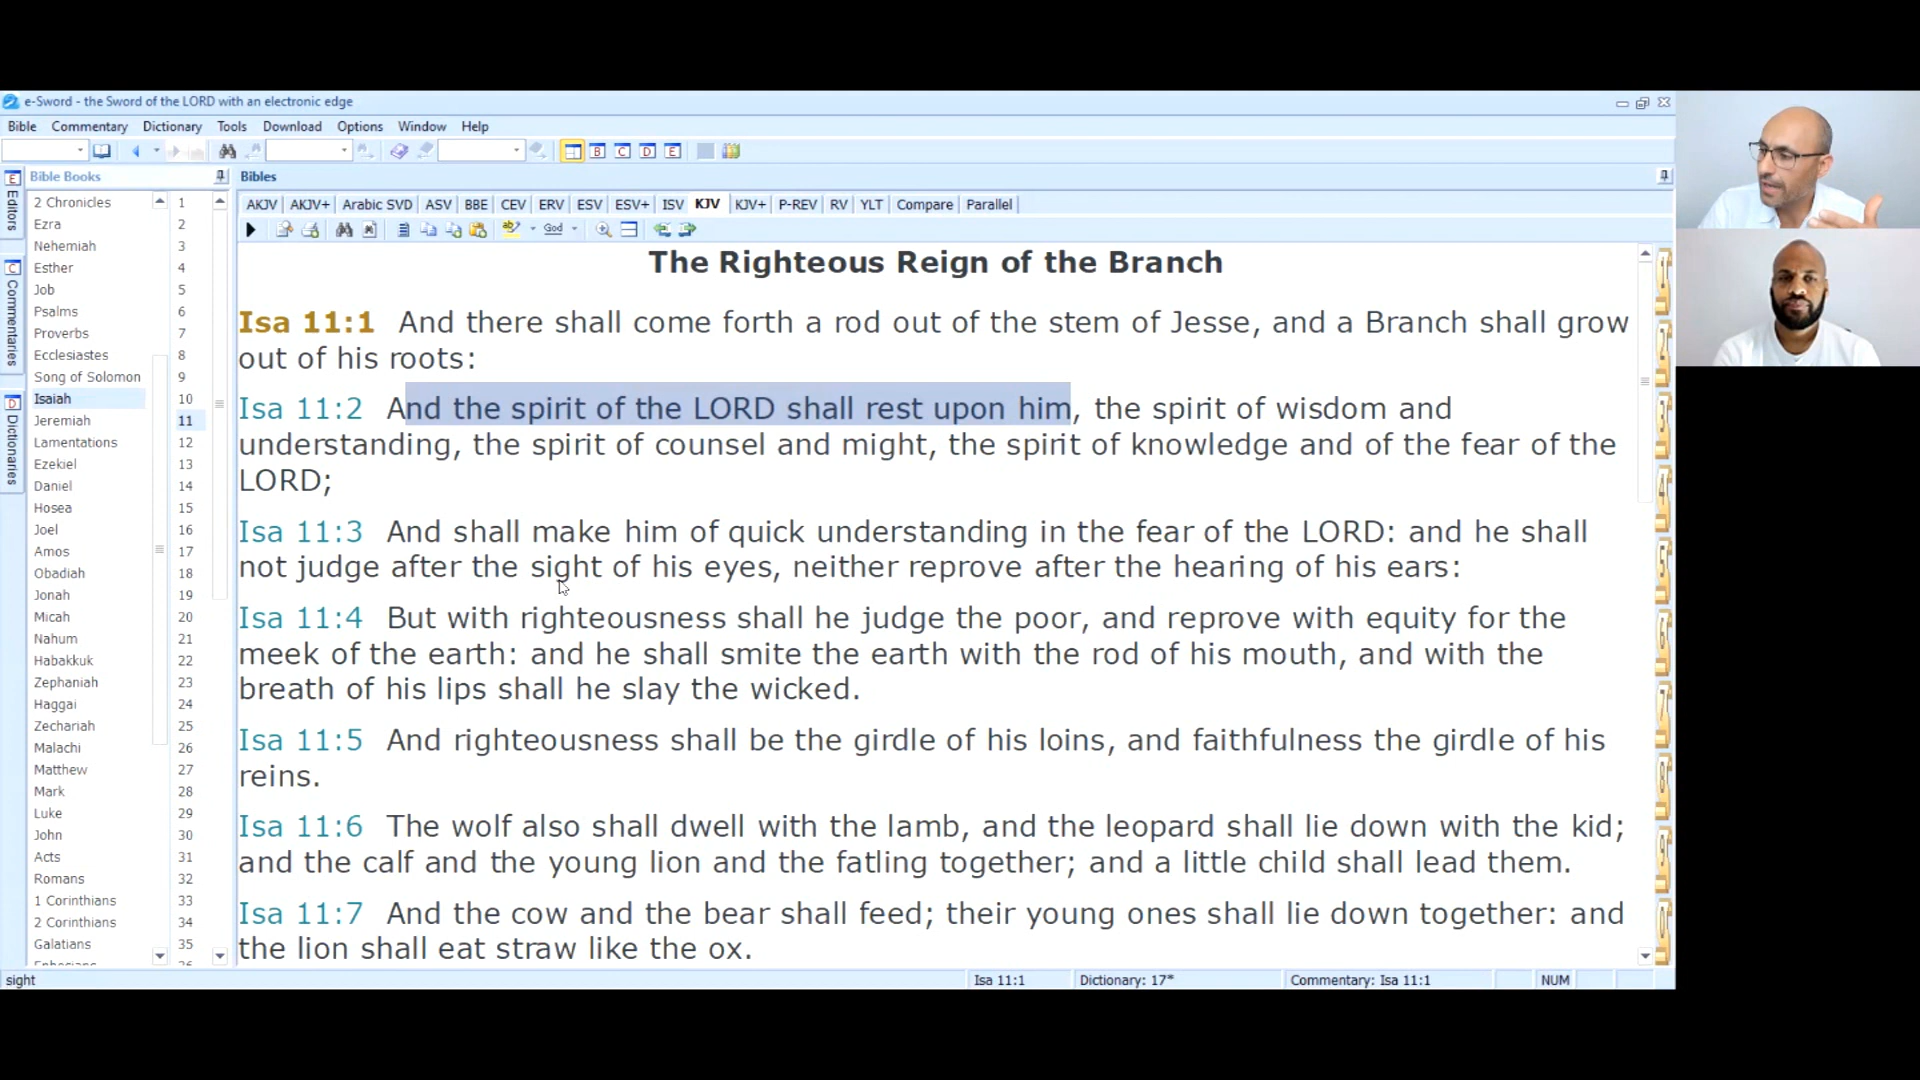 e-Sword - the Sword of the LORD with an electronic edge
Bible Commentary Dictionary Tools Download Options Window Help
B C D E
Bible Books
Bibles
E Editors
C Commentaries
D Dictionaries
2 Chronicles 1
Ezra 2
Nehemiah 3
Esther 4
Job 5
Psalms 6
Proverbs 7
Ecclesiastes 8
Song of Solomon 9
Isaiah 10
Jeremiah 11
Lamentations 12
Ezekiel 13
Daniel 14
Hosea 15
Joel 16
Amos 17
Obadiah 18
Jonah 19
Micah 20
Nahum 21
Habakkuk 22
Zephaniah 23
Haggai 24
Zechariah 25
Malachi 26
Matthew 27
Mark 28
Luke 29
John 30
Acts 31
Romans 32
1 Corinthians 33
2 Corinthians 34
Galatians 35
AKJV AKJV+ Arabic SVD ASV BBE CEV ERV ESV ESV+ ISV KJV KJV+ P-REV RV YLT Compare Parallel
God
The Righteous Reign of the Branch
Isa 11:1 And there shall come forth a rod out of the stem of Jesse, and a Branch shall grow
out of his roots:
Isa 11:2 And the spirit of the LORD shall rest upon him, the spirit of wisdom and
understanding, the spirit of counsel and might, the spirit of knowledge and of the fear of the
LORD;
Isa 11:3 And shall make him of quick understanding in the fear of the LORD: and he shall
not judge after the sight of his eyes, neither reprove after the hearing of his ears:
Isa 11:4 But with righteousness shall he judge the poor, and reprove with equity for the
meek of the earth: and he shall smite the earth with the rod of his mouth, and with the
breath of his lips shall he slay the wicked.
Isa 11:5 And righteousness shall be the girdle of his loins, and faithfulness the girdle of his
reins.
Isa 11:6 The wolf also shall dwell with the lamb, and the leopard shall lie down with the kid;
and the calf and the young lion and the fatling together; and a little child shall lead them.
Isa 11:7 And the cow and the bear shall feed; their young ones shall lie down together: and
the lion shall eat straw like the ox.
1
2
3
4
5
6
7
8
9
0
sight Isa 11:1 Dictionary: 17* Commentary: Isa 11:1 NUM